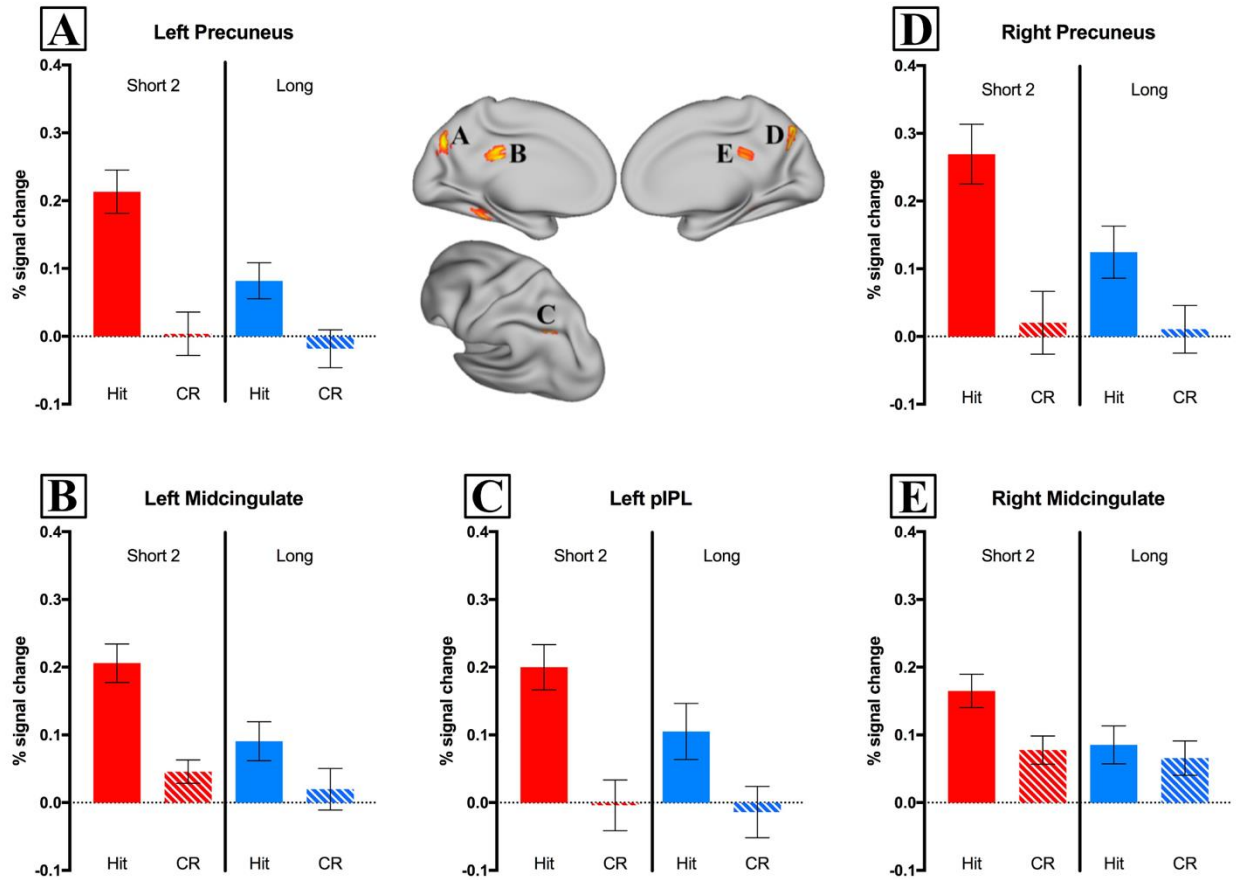 A
Left Precuneus
0.4
0.3
0.2
0.1
0.0
-0.1
% signal change
Short 2
Long
Hit
CR
Hit
CR
A
B
C
D
E
D
Right Precuneus
0.4
0.3
0.2
0.1
0.0
-0.1
% signal change
Short 2
Long
Hit
CR
Hit
CR
B
Left Midcingulate
0.4
0.3
0.2
0.1
0.0
-0.1
% signal change
Short 2
Long
Hit
CR
Hit
CR
C
Left pIPL
0.4
0.3
0.2
0.1
0.0
-0.1
% signal change
Short 2
Long
Hit
CR
Hit
CR
E
Right Midcingulate
0.4
0.3
0.2
0.1
0.0
-0.1
% signal change
Short 2
Long
Hit
CR
Hit
CR